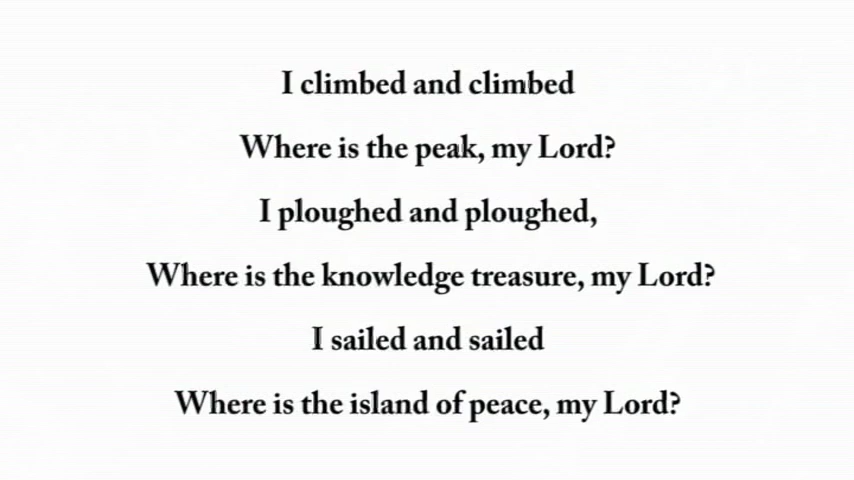 I climbed and climbed
Where is the peak, my Lord?
I ploughed and ploughed,
Where is the knowledge treasure, my Lord?
I sailed and sailed
Where is the island of peace, my Lord?